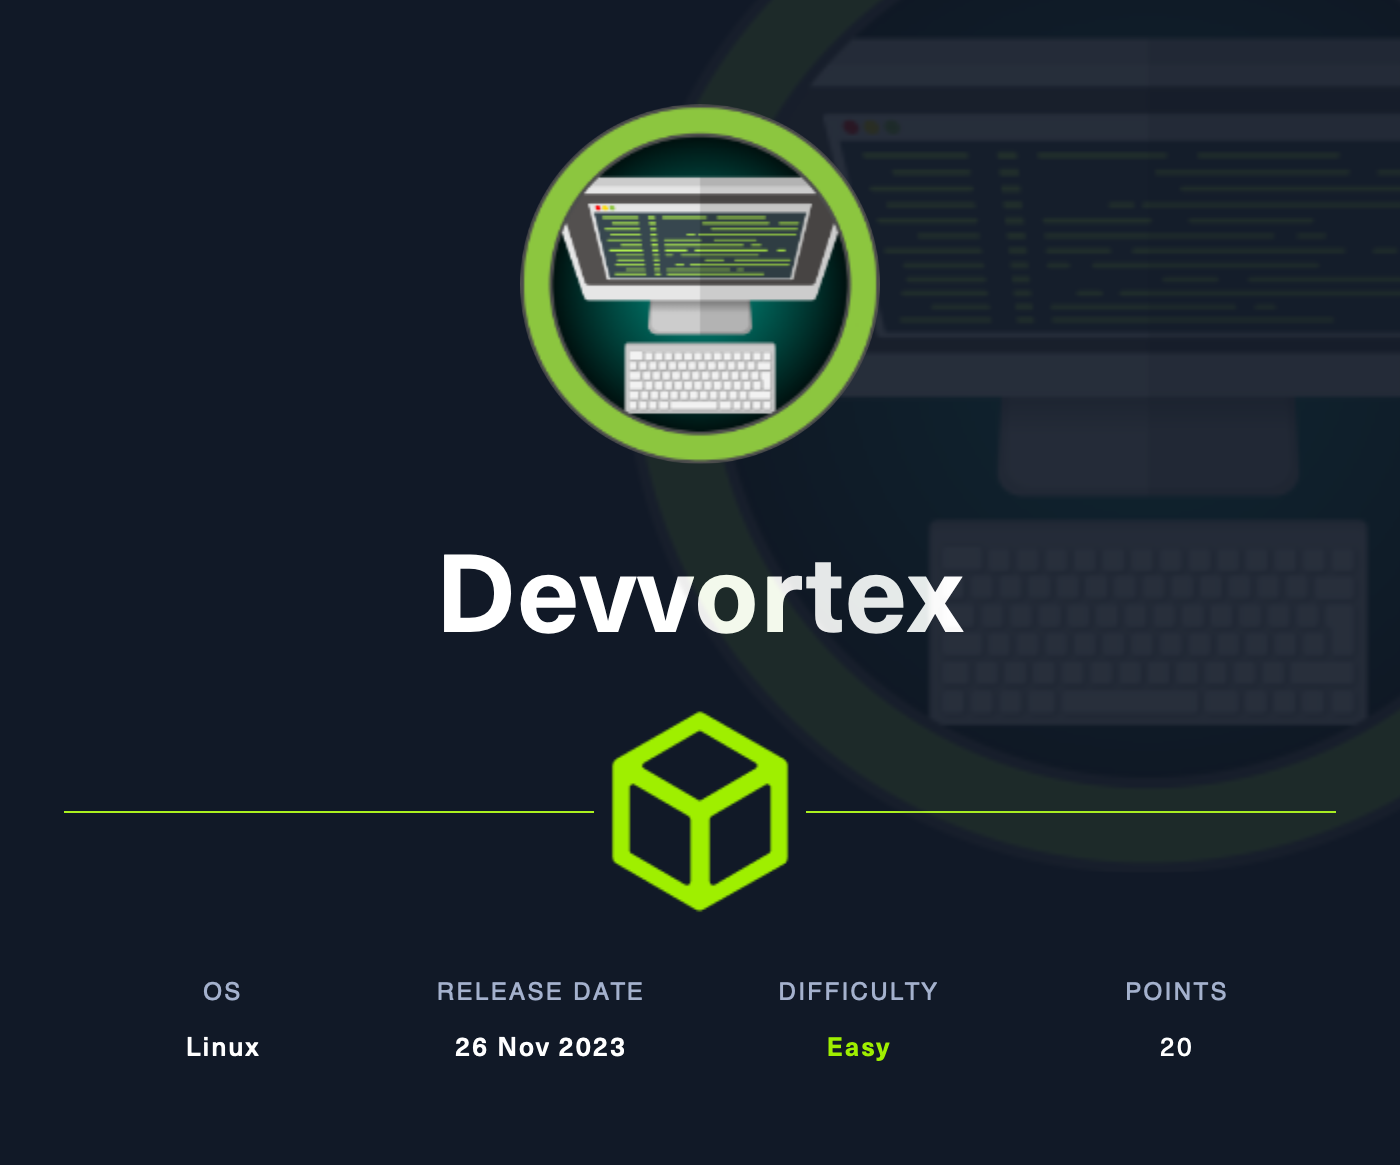 Devvortex
OS
RELEASE DATE
DIFFICULTY
POINTS
Linux
26 Nov 2023
Easy
20